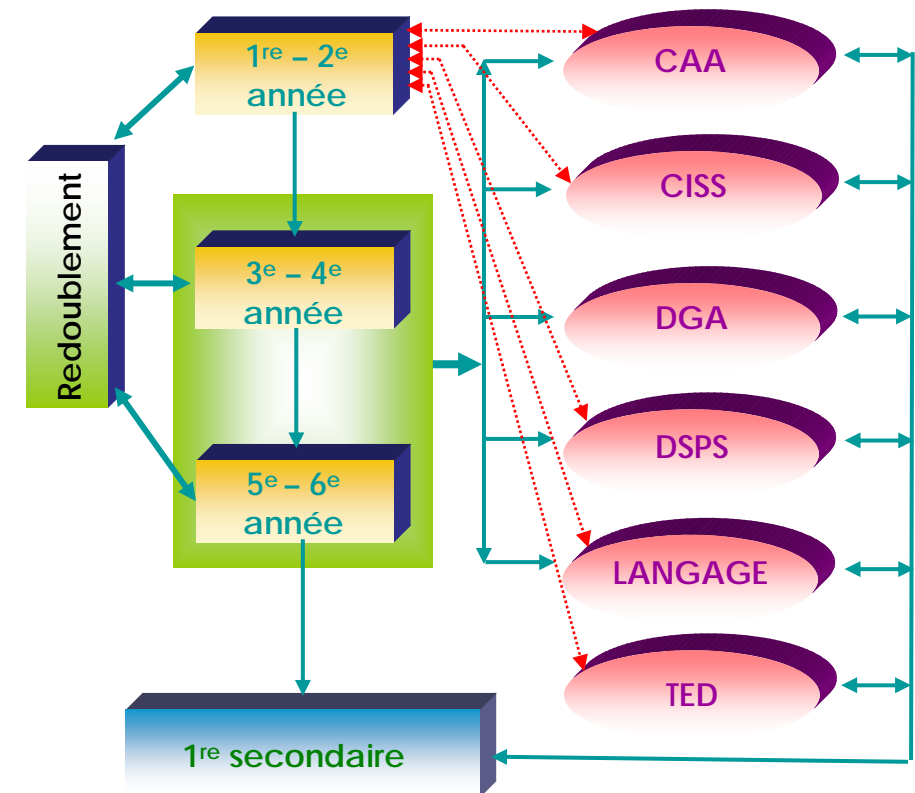 1re – 2e
année
Redoublement
3e – 4e
année
5e – 6e
année
1re secondaire
CAA
CISS
DGA
DSPS
LANGAGE
TED